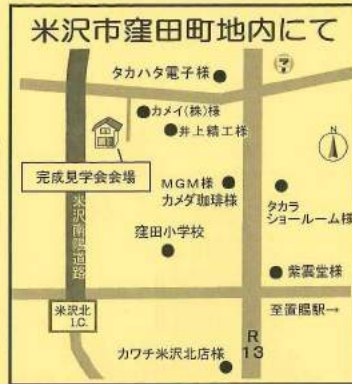 米沢市窪田町地内にて
タカハタ電子様
7
カメイ(株)様
井上精工様
N
完成見学会会場
MGM様
カメダ珈琲様
タカラ
ショールーム様
米沢南陽道路
窪田小学校
紫雲堂様
米沢北
I.C.
至置賜駅→
R
13
カワチ米沢北店様